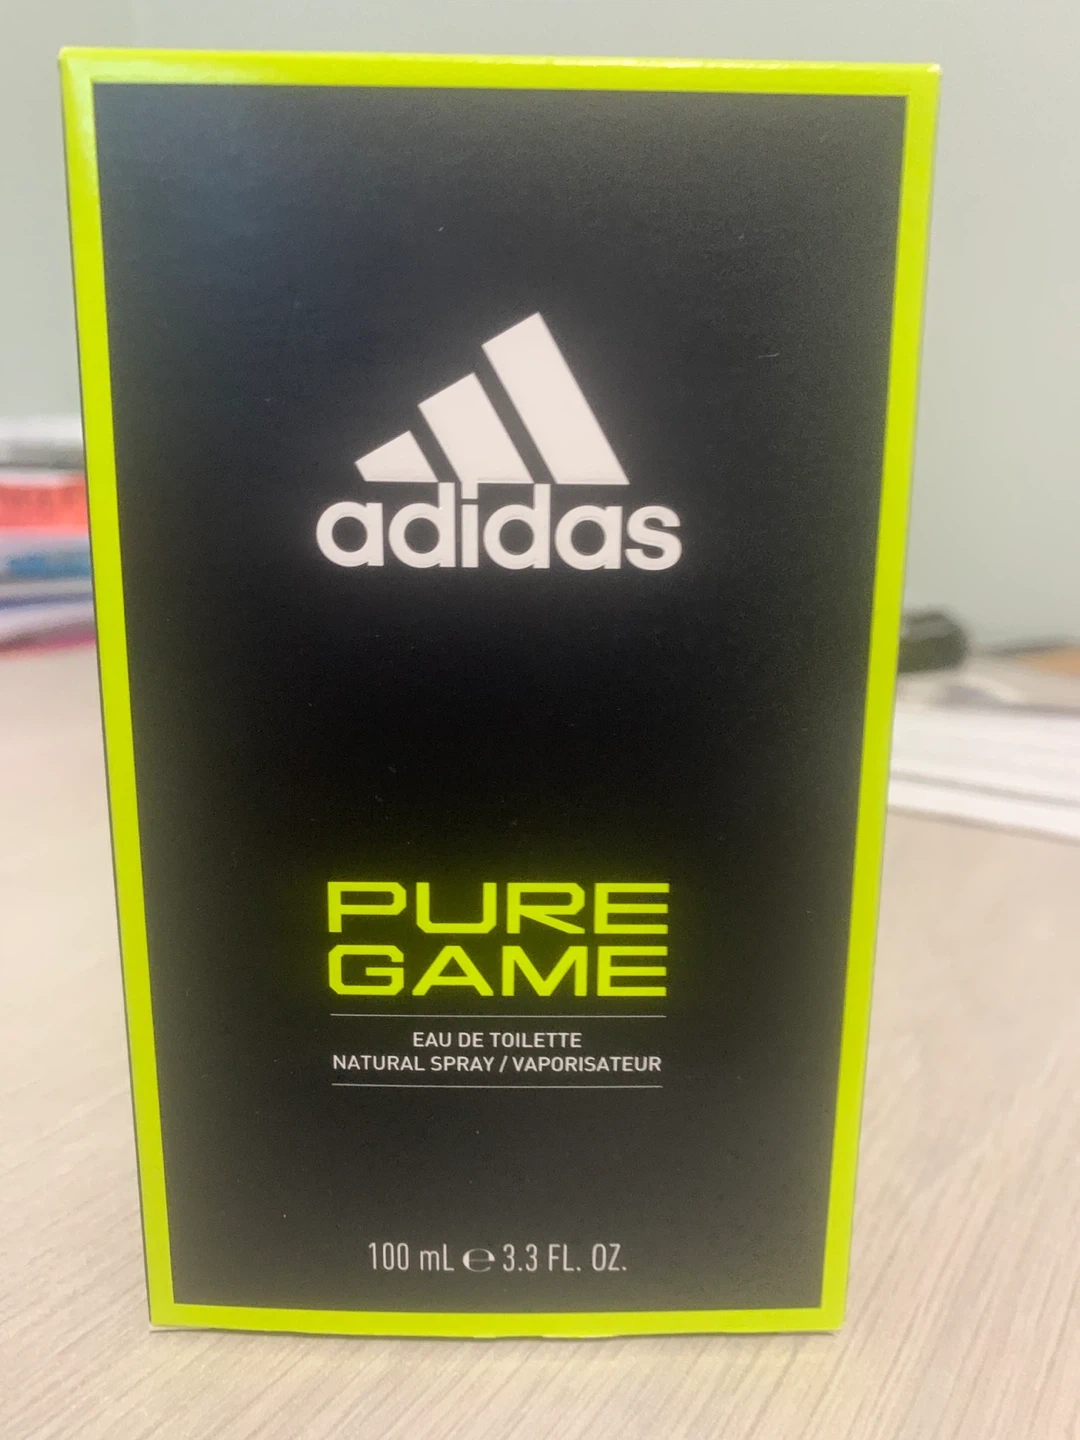 adidas
PURE
GAME
EAU DE TOILETTE
NATURAL SPRAY / VAPORISATEUR
100 mL ℮ 3.3 FL. OZ.